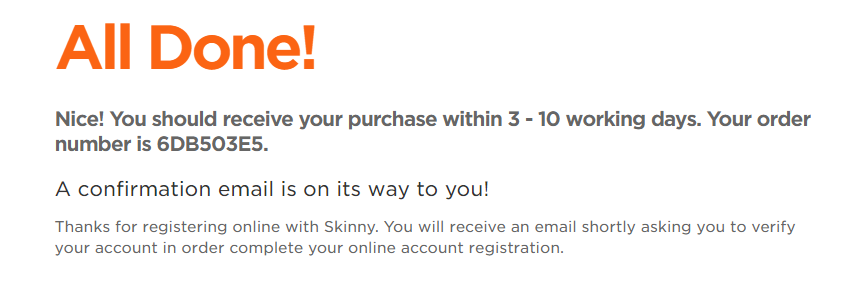 All Done!
Nice! You should receive your purchase within 3 - 10 working days. Your order
number is 6DB503E5.
A confirmation email is on its way to you!
Thanks for registering online with Skinny. You will receive an email shortly asking you to verify
your account in order complete your online account registration.